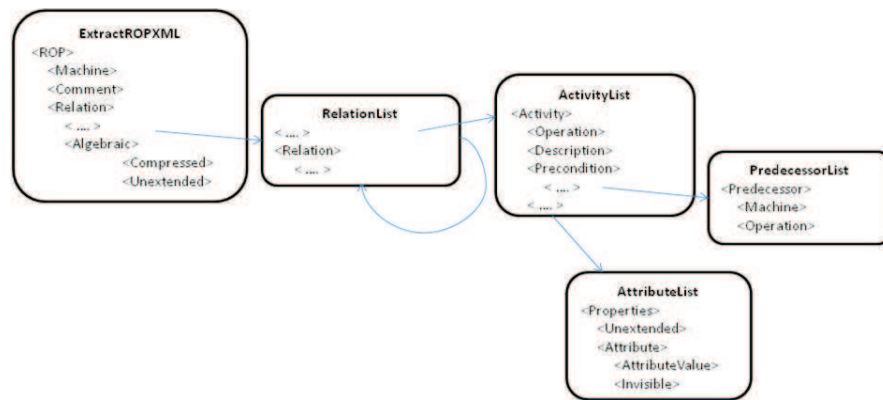 ExtractROPXML
<ROP>
<Machine>
<Comment>
<Relation>
< .... >
<Algebraic>
<Compressed>
<Unextended>
RelationList
< .... >
<Relation>
< .... >
ActivityList
<Activity>
<Operation>
<Description>
<Precondition>
< .... >
< .... >
PredecessorList
<Predecessor>
<Machine>
<Operation>
AttributeList
<Properties>
<Unextended>
<Attribute>
<AttributeValue>
<Invisible>